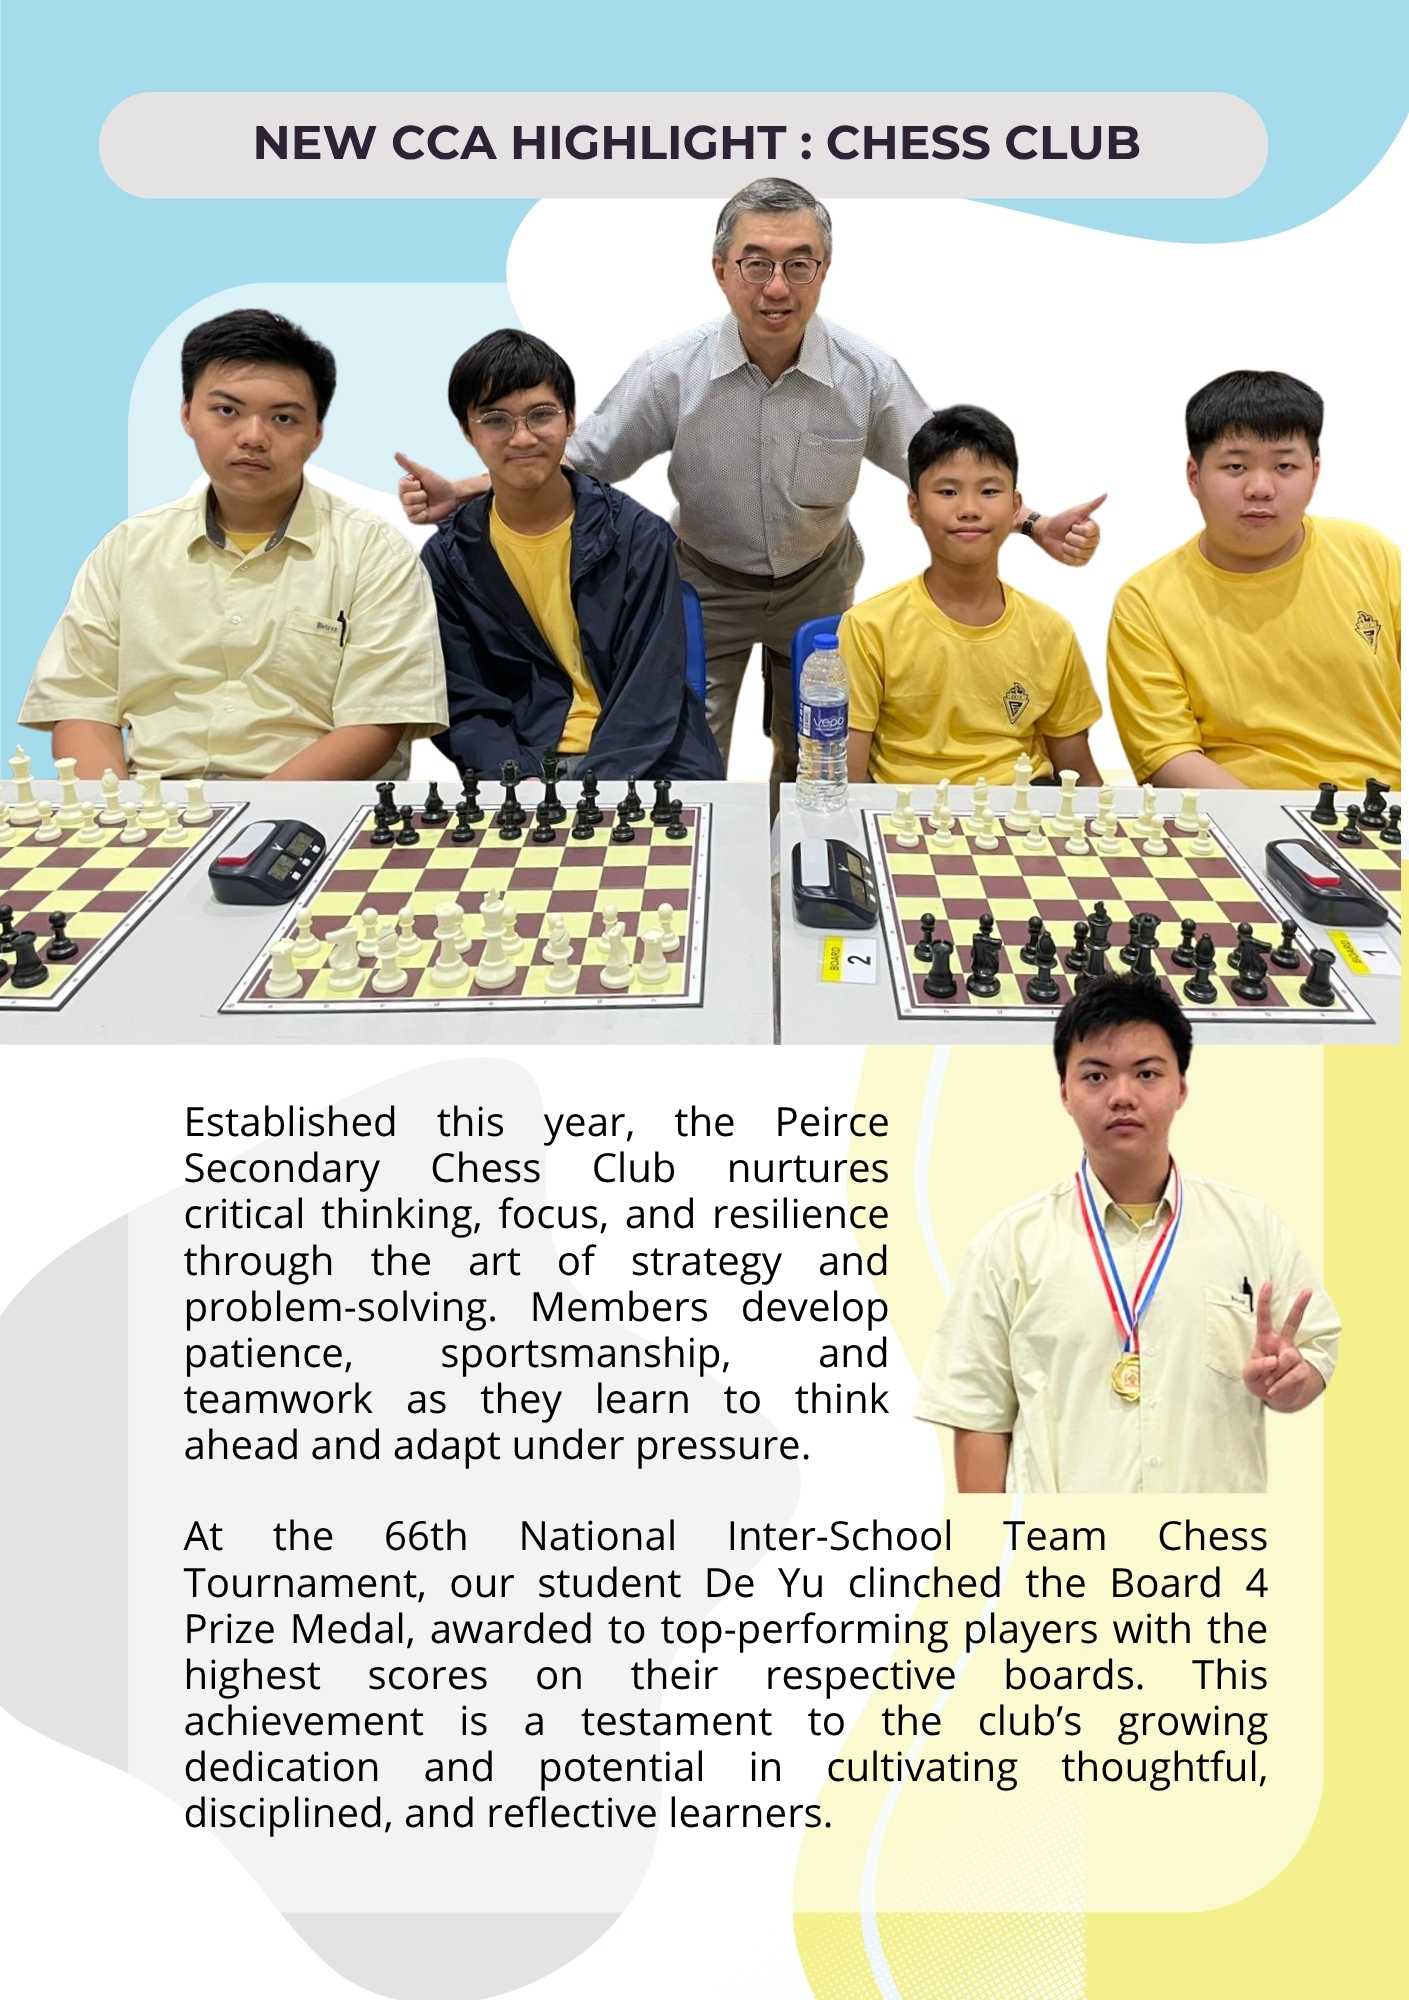 NEW CCA HIGHLIGHT : CHESS CLUB
Peirce
vepo
BOARD
2
BOARD
1
Established this year, the Peirce
Secondary Chess Club nurtures
critical thinking, focus, and resilience
through the art of strategy and
problem-solving. Members develop
patience, sportsmanship, and
teamwork as they learn to think
ahead and adapt under pressure.
At the 66th National Inter-School Team Chess
Tournament, our student De Yu clinched the Board 4
Prize Medal, awarded to top-performing players with the
highest scores on their respective boards. This
achievement is a testament to the club’s growing
dedication and potential in cultivating thoughtful,
disciplined, and reflective learners.